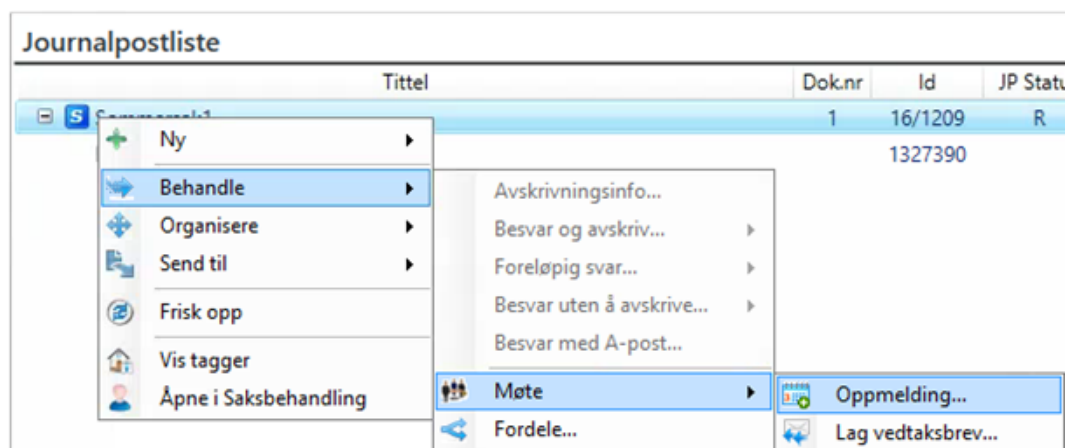 Journalpostliste
Tittel Dok.nr Id JP Statu
S 1 16/1209 R
Ny
1327390
Behandle
Avskrivningsinfo...
Organisere
Besvar og avskriv...
Send til
Foreløpig svar...
Frisk opp
Besvar uten å avskrive...
Vis tagger
Besvar med A-post...
Åpne i Saksbehandling
Møte
Oppmelding...
Fordele...
Lag vedtaksbrev...